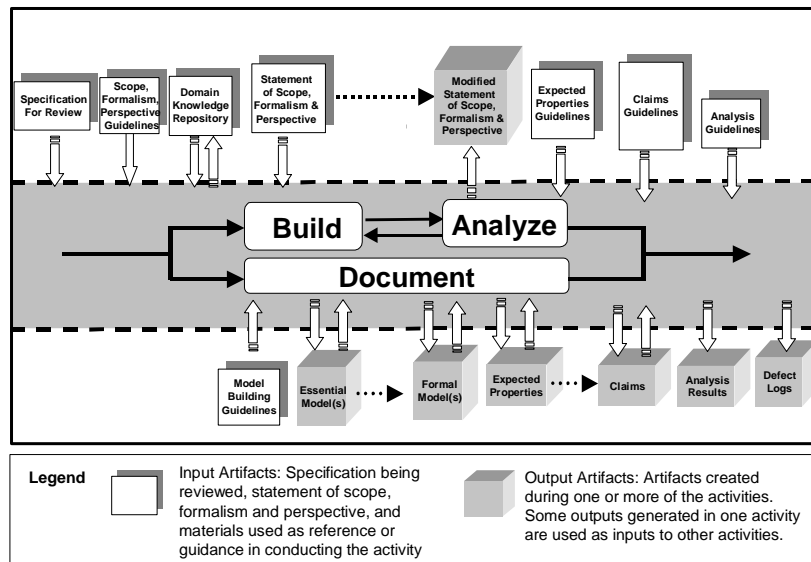 Specification
For Review
Scope,
Formalism,
Perspective
Guidelines
Domain
Knowledge
Repository
Statement
of Scope,
Formalism &
Perspective
Modified
Statement
of Scope,
Formalism &
Perspective
Expected
Properties
Guidelines
Claims
Guidelines
Analysis
Guidelines
Build
Analyze
Document
Model
Building
Guidelines
Essential
Model(s)
Formal
Model(s)
Expected
Properties
Claims
Analysis
Results
Defect
Logs
Legend
Input Artifacts: Specification being
reviewed, statement of scope,
formalism and perspective, and
materials used as reference or
guidance in conducting the activity
Output Artifacts: Artifacts created
during one or more of the activities.
Some outputs generated in one activity
are used as inputs to other activities.